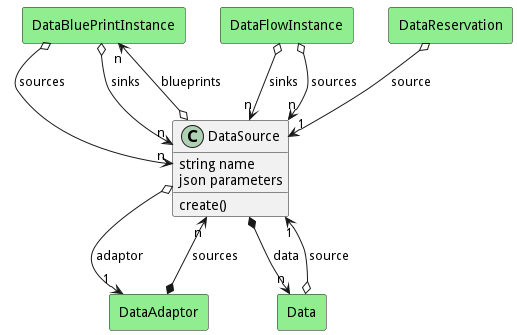 DataBluePrintInstance
DataFlowInstance
DataReservation
n
sources
sinks
blueprints
sinks
sources
source
n
n
1
n
n
C DataSource
string name
json parameters
create()
n
1
adaptor
sources
data
source
1
n
DataAdaptor
Data